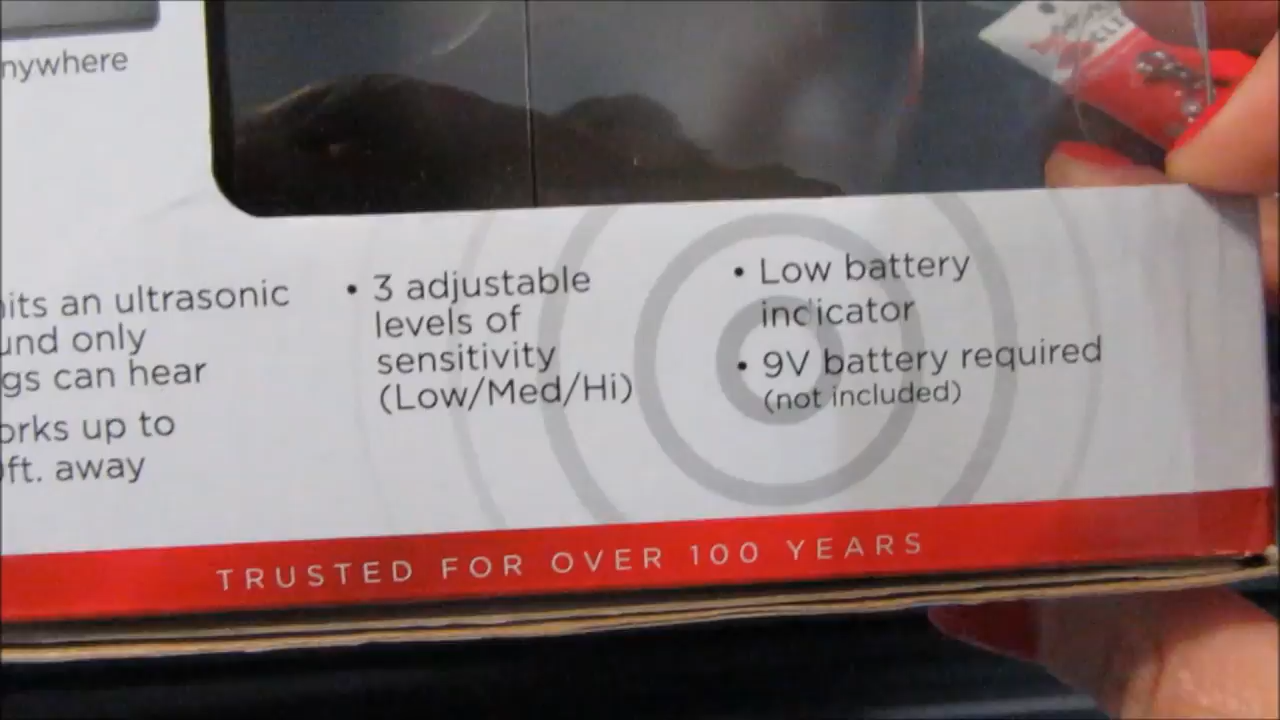 nywhere
its an ultrasonic
und only
gs can hear
orks up to
ft. away
• 3 adjustable
levels of
sensitivity
(Low/Med/Hi)
• Low battery
indicator
• 9V battery required
(not included)
TRUSTED FOR OVER 100 YEARS